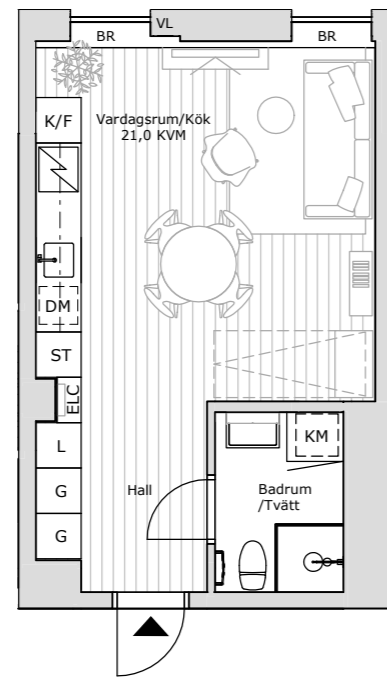 VL
BR
BR
K/F
Vardagsrum/Kök
21,0 KVM
DM
ST
ELC
L
KM
G
Hall
Badrum
/Tvätt
G